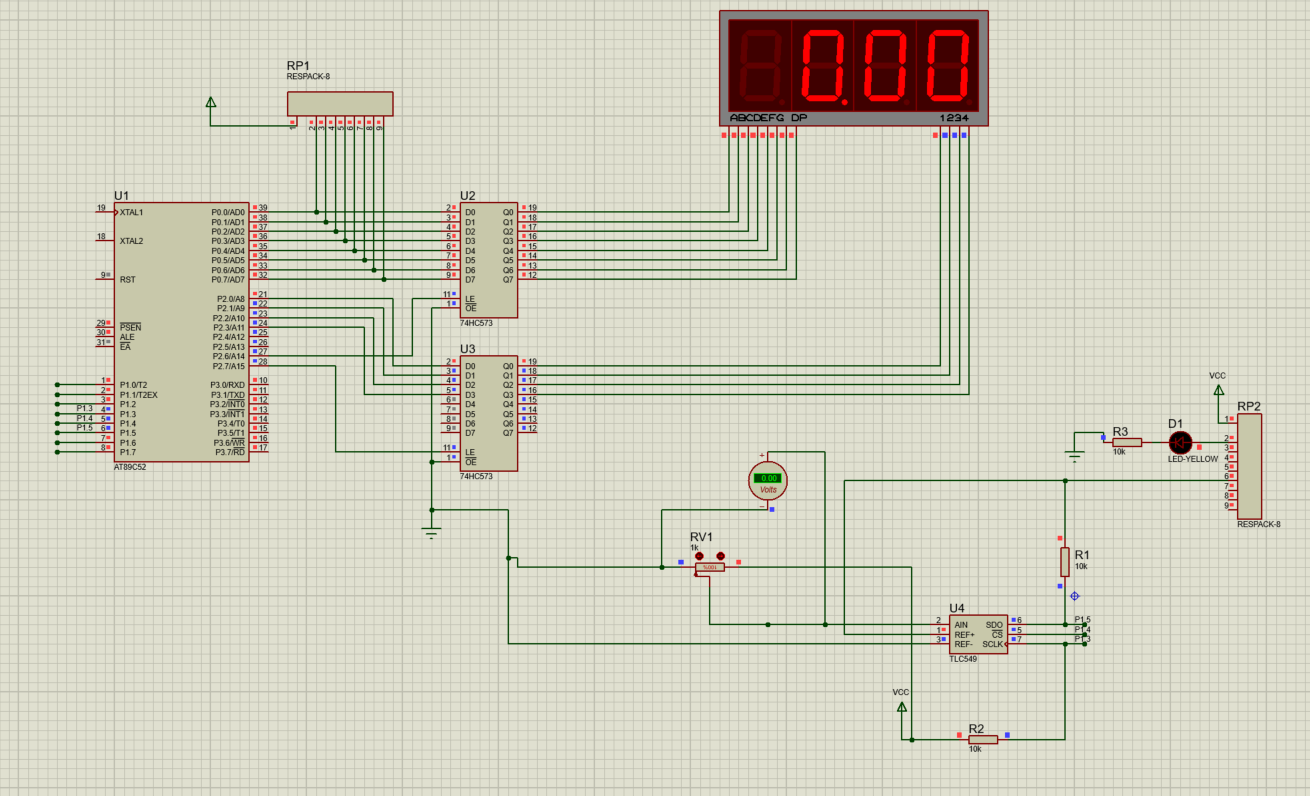 RP1
RESPACK-8
1 2 3 4 5 6 7 8 9
0.00
ABCDEFG DP
1234
U1
19 XTAL1
18 XTAL2
9 RST
29 PSEN
30 ALE
31 EA
1 P1.0/T2
2 P1.1/T2EX
3 P1.2
P1.3 4 P1.3
P1.4 5 P1.4
P1.5 6 P1.5
7 P1.6
8 P1.7
P0.0/AD0 39
P0.1/AD1 38
P0.2/AD2 37
P0.3/AD3 36
P0.4/AD4 35
P0.5/AD5 34
P0.6/AD6 33
P0.7/AD7 32
P2.0/A8 21
P2.1/A9 22
P2.2/A10 23
P2.3/A11 24
P2.4/A12 25
P2.5/A13 26
P2.6/A14 27
P2.7/A15 28
P3.0/RXD 10
P3.1/TXD 11
P3.2/INT0 12
P3.3/INT1 13
P3.4/T0 14
P3.5/T1 15
P3.6/WR 16
P3.7/RD 17
AT89C52
U2
2 D0 Q0 19
3 D1 Q1 18
4 D2 Q2 17
5 D3 Q3 16
6 D4 Q4 15
7 D5 Q5 14
8 D6 Q6 13
9 D7 Q7 12
11 LE
1 OE
74HC573
U3
2 D0 Q0 19
3 D1 Q1 18
4 D2 Q2 17
5 D3 Q3 16
6 D4 Q4 15
7 D5 Q5 14
8 D6 Q6 13
9 D7 Q7 12
11 LE
1 OE
74HC573
+
0.00
Volts
RV1
1k
VCC
RP2
1
2
3
4
5
6
7
8
9
RESPACK-8
D1
LED-YELLOW
R3
10k
R1
10k
U4
2 AIN SDO 6 P1.5
1 REF+ CS 5 P1.4
3 REF- SCLK 7 P1.3
TLC549
VCC
R2
10k